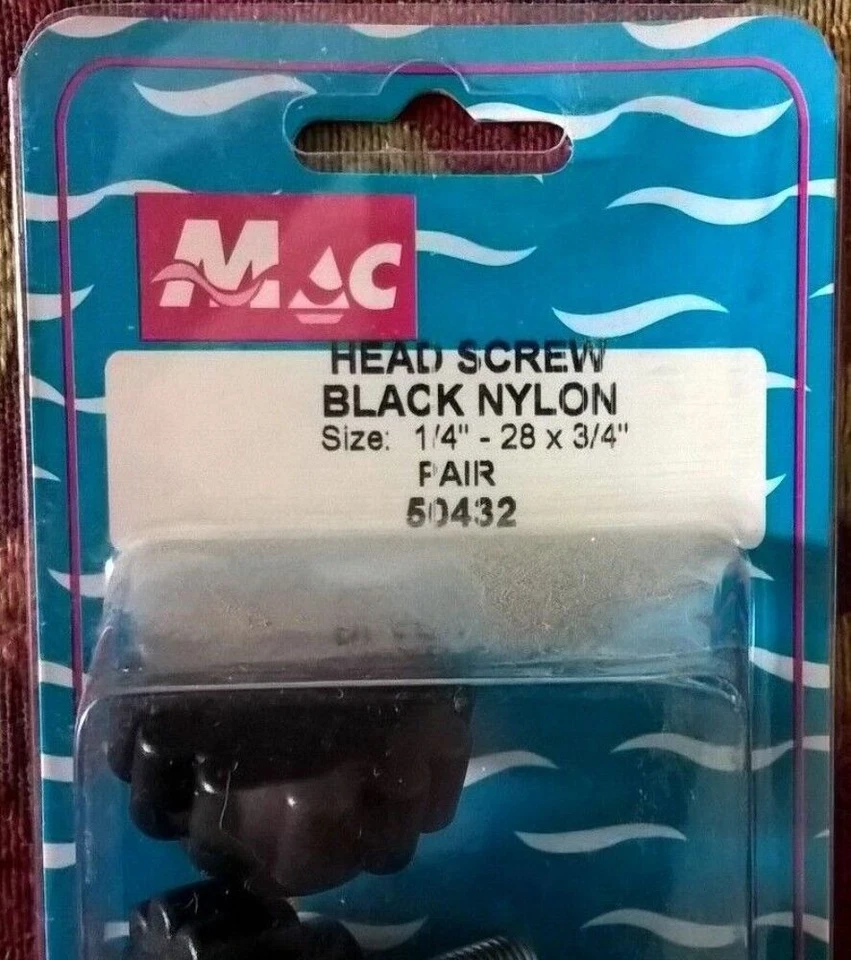 MAC
HEAD SCREW
BLACK NYLON
Size: 1/4" - 28 x 3/4"
PAIR
50432